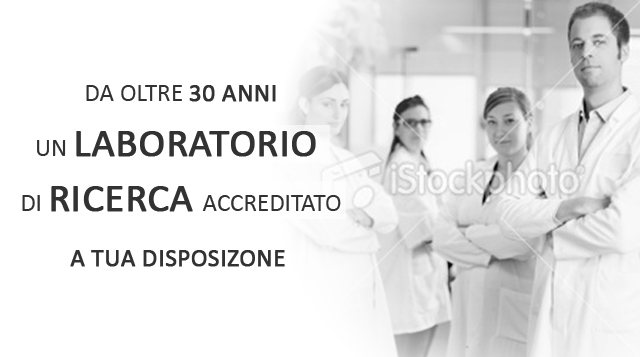 DA OLTRE 30 ANNI
UN LABORATORIO
DI RICERCA ACCREDITATO
A TUA DISPOSIZONE
iStockphoto